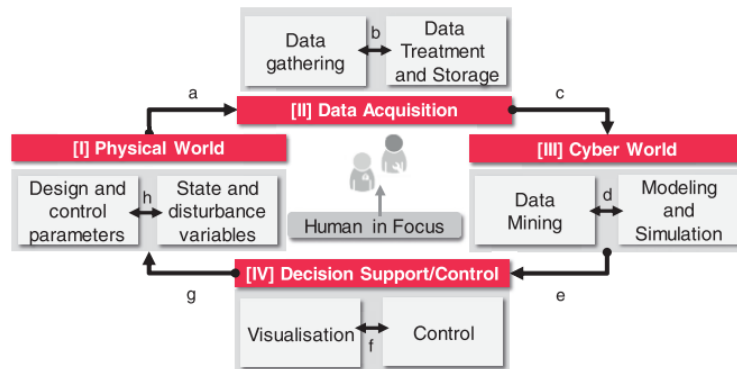 Data
gathering
b
Data
Treatment
and Storage
a
[II] Data Acquisition
c
[I] Physical World
[III] Cyber World
Design and
control
parameters
h
State and
disturbance
variables
Human in Focus
Data
Mining
d
Modeling
and
Simulation
g
[IV] Decision Support/Control
e
Visualisation
f
Control